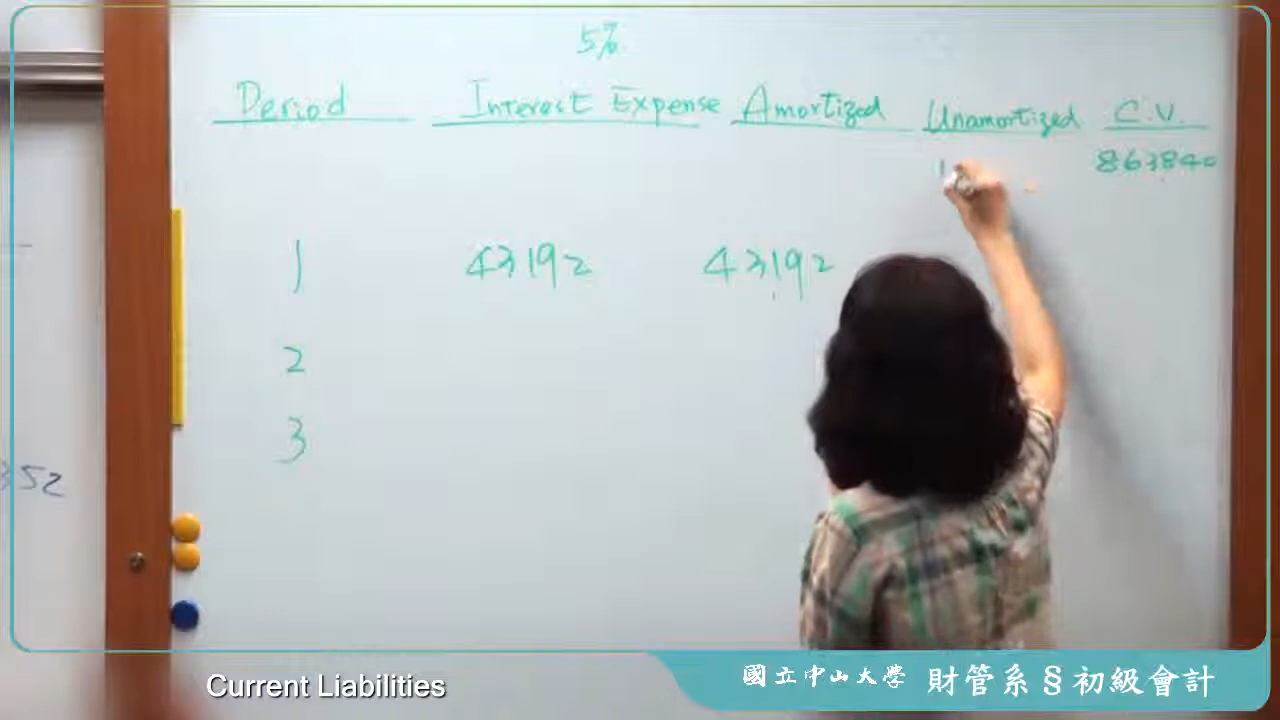 5%
Period Interest Expense Amortized Unamortized C.V.
863840
1 43192 43192
2
3
352
Current Liabilities
國立中山大學 財管系§初級會計